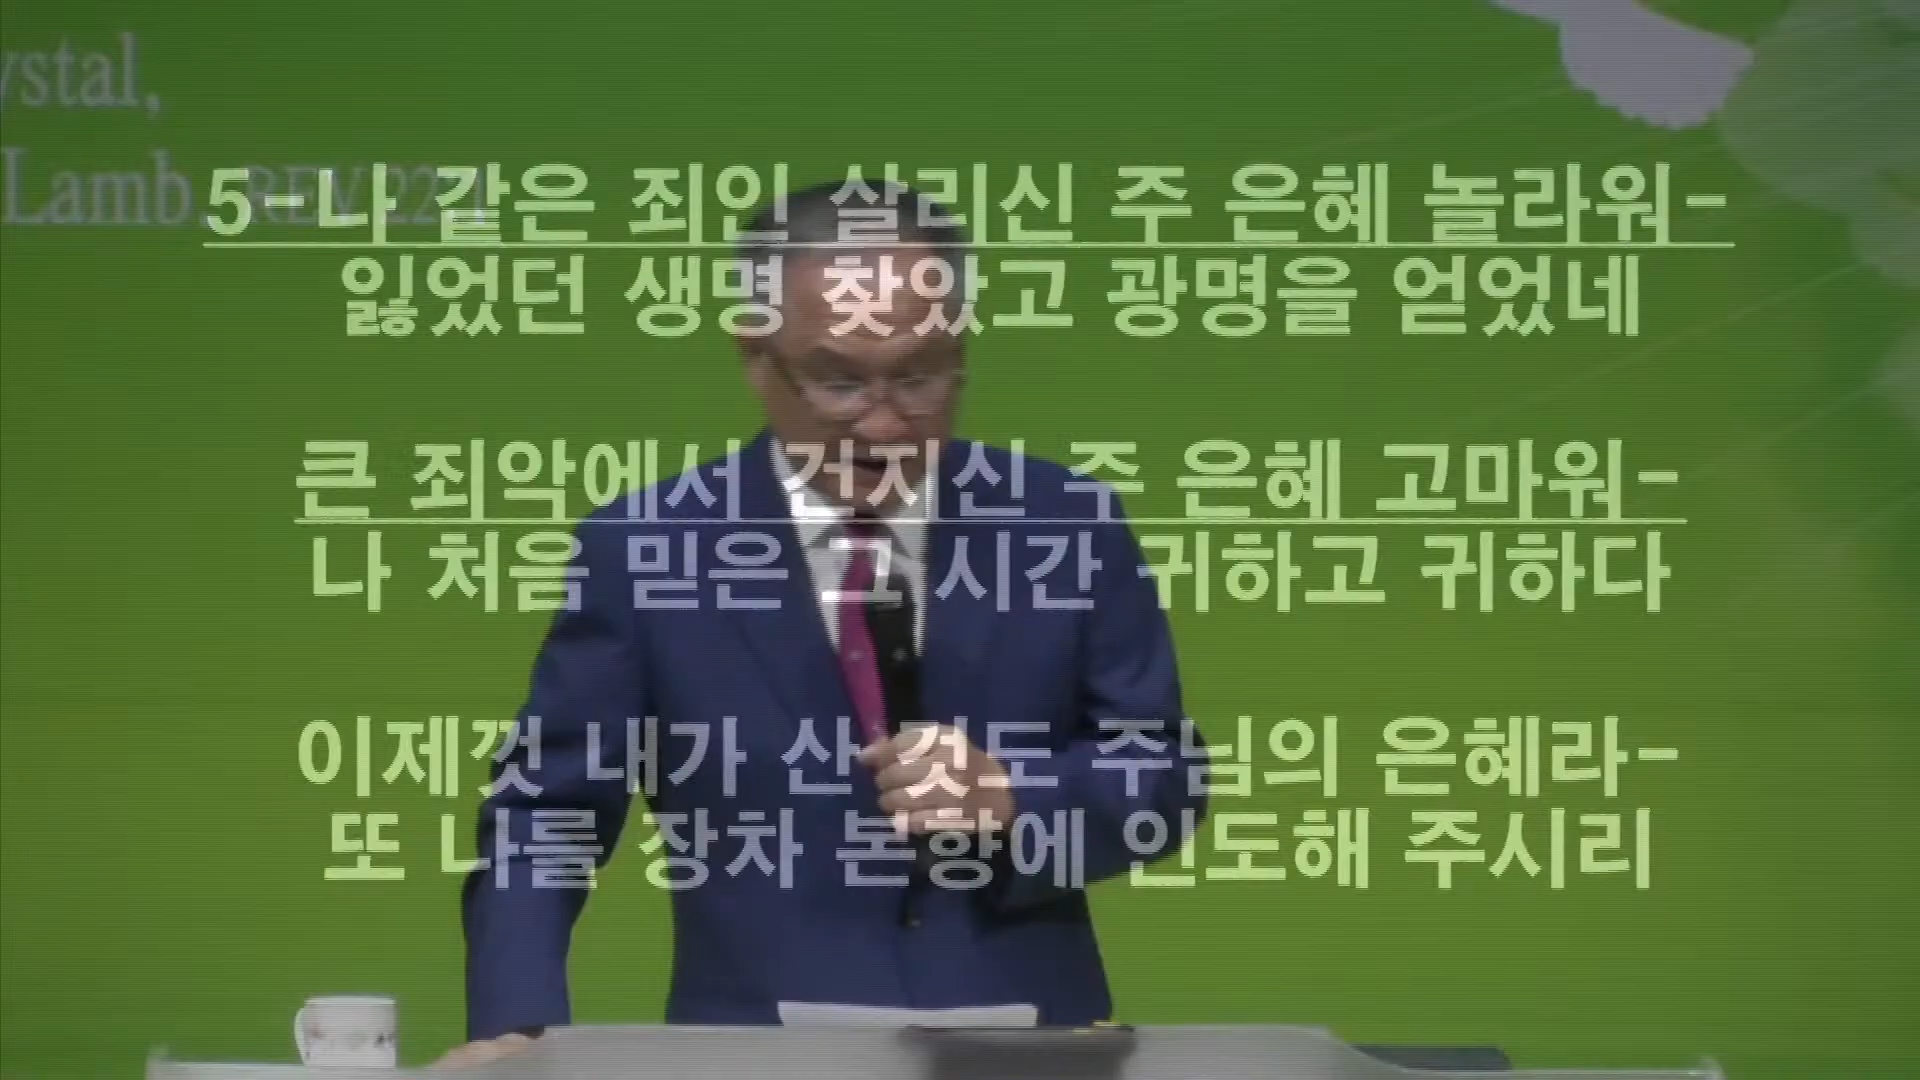 ystal,
Lamb. REV 22:1
5-나 같은 죄인 살리신 주 은혜 놀라워-
잃었던 생명 찾았고 광명을 얻었네
큰 죄악에서 건지신 주 은혜 고마워-
나 처음 믿은 그 시간 귀하고 귀하다
이제껏 내가 산 것도 주님의 은혜라-
또 나를 장차 본향에 인도해 주시리